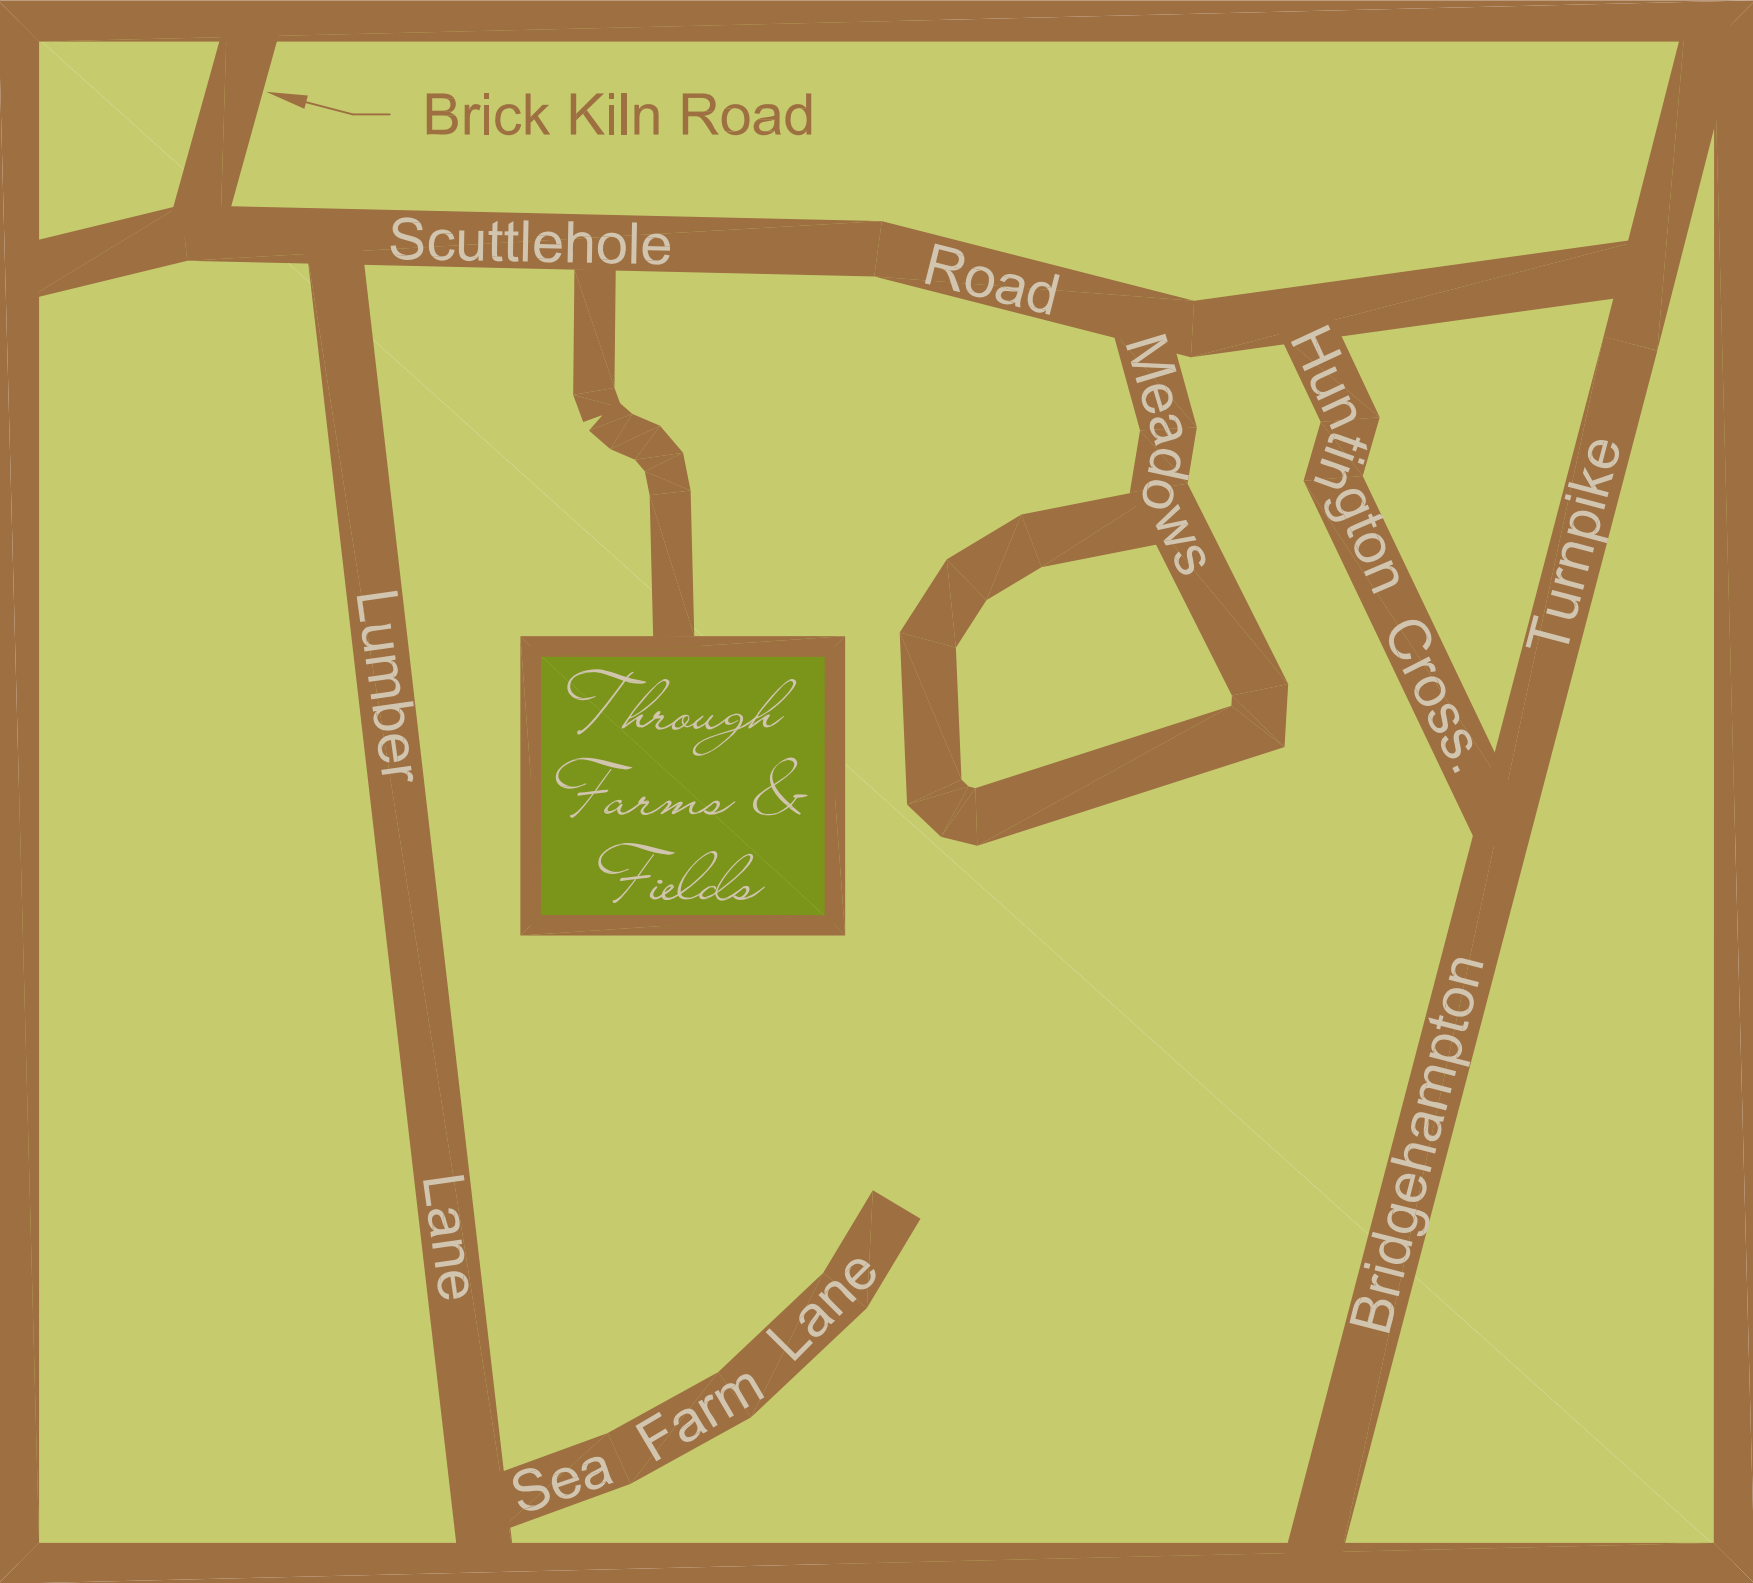 Brick Kiln Road
Scuttlehole Road
Meadows
Huntington Cross.
Turnpike
Lumber
Through
Farms &
Fields
Bridgehampton
Lane
Sea Farm Lane